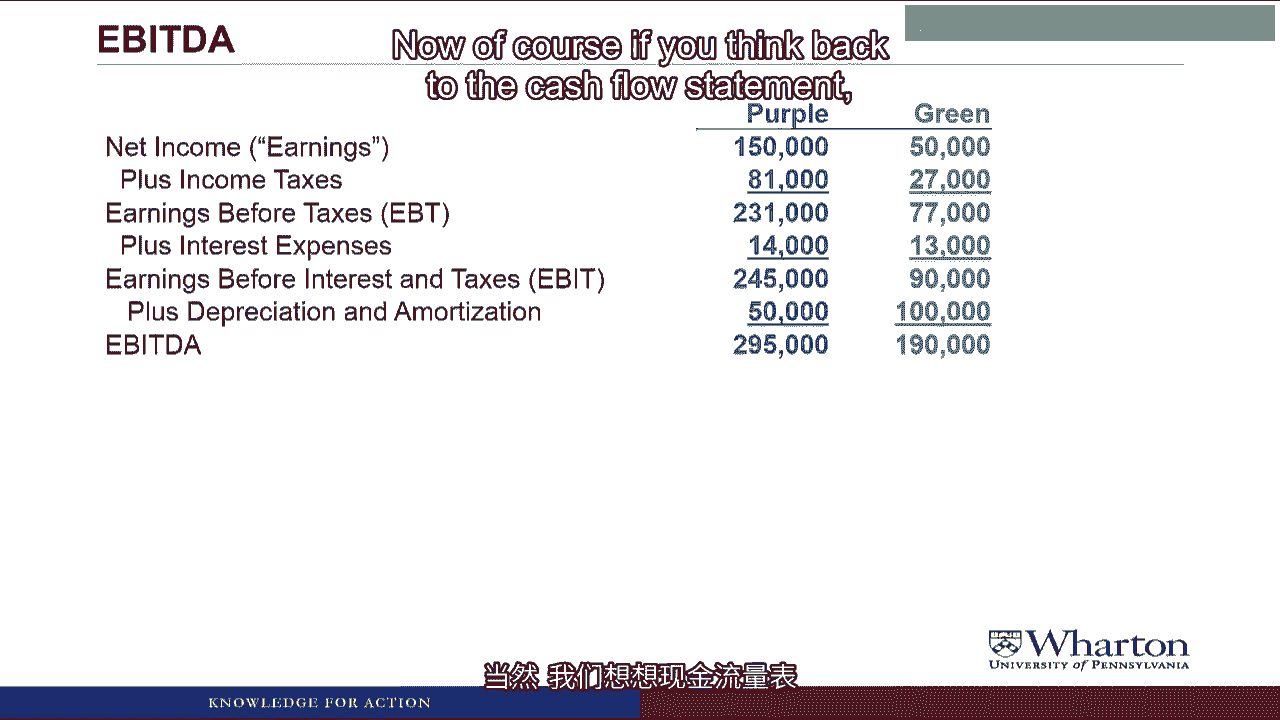 EBITDA
Now of course if you think back
to the cash flow statement,
Purple Green
Net Income (“Earnings”) 150,000 50,000
Plus Income Taxes 81,000 27,000
Earnings Before Taxes (EBT) 231,000 77,000
Plus Interest Expenses 14,000 13,000
Earnings Before Interest and Taxes (EBIT) 245,000 90,000
Plus Depreciation and Amortization 50,000 100,000
EBITDA 295,000 190,000
Wharton
UNIVERSITY of PENNSYLVANIA
当然 我们想想现金流量表
KNOWLEDGE FOR ACTION